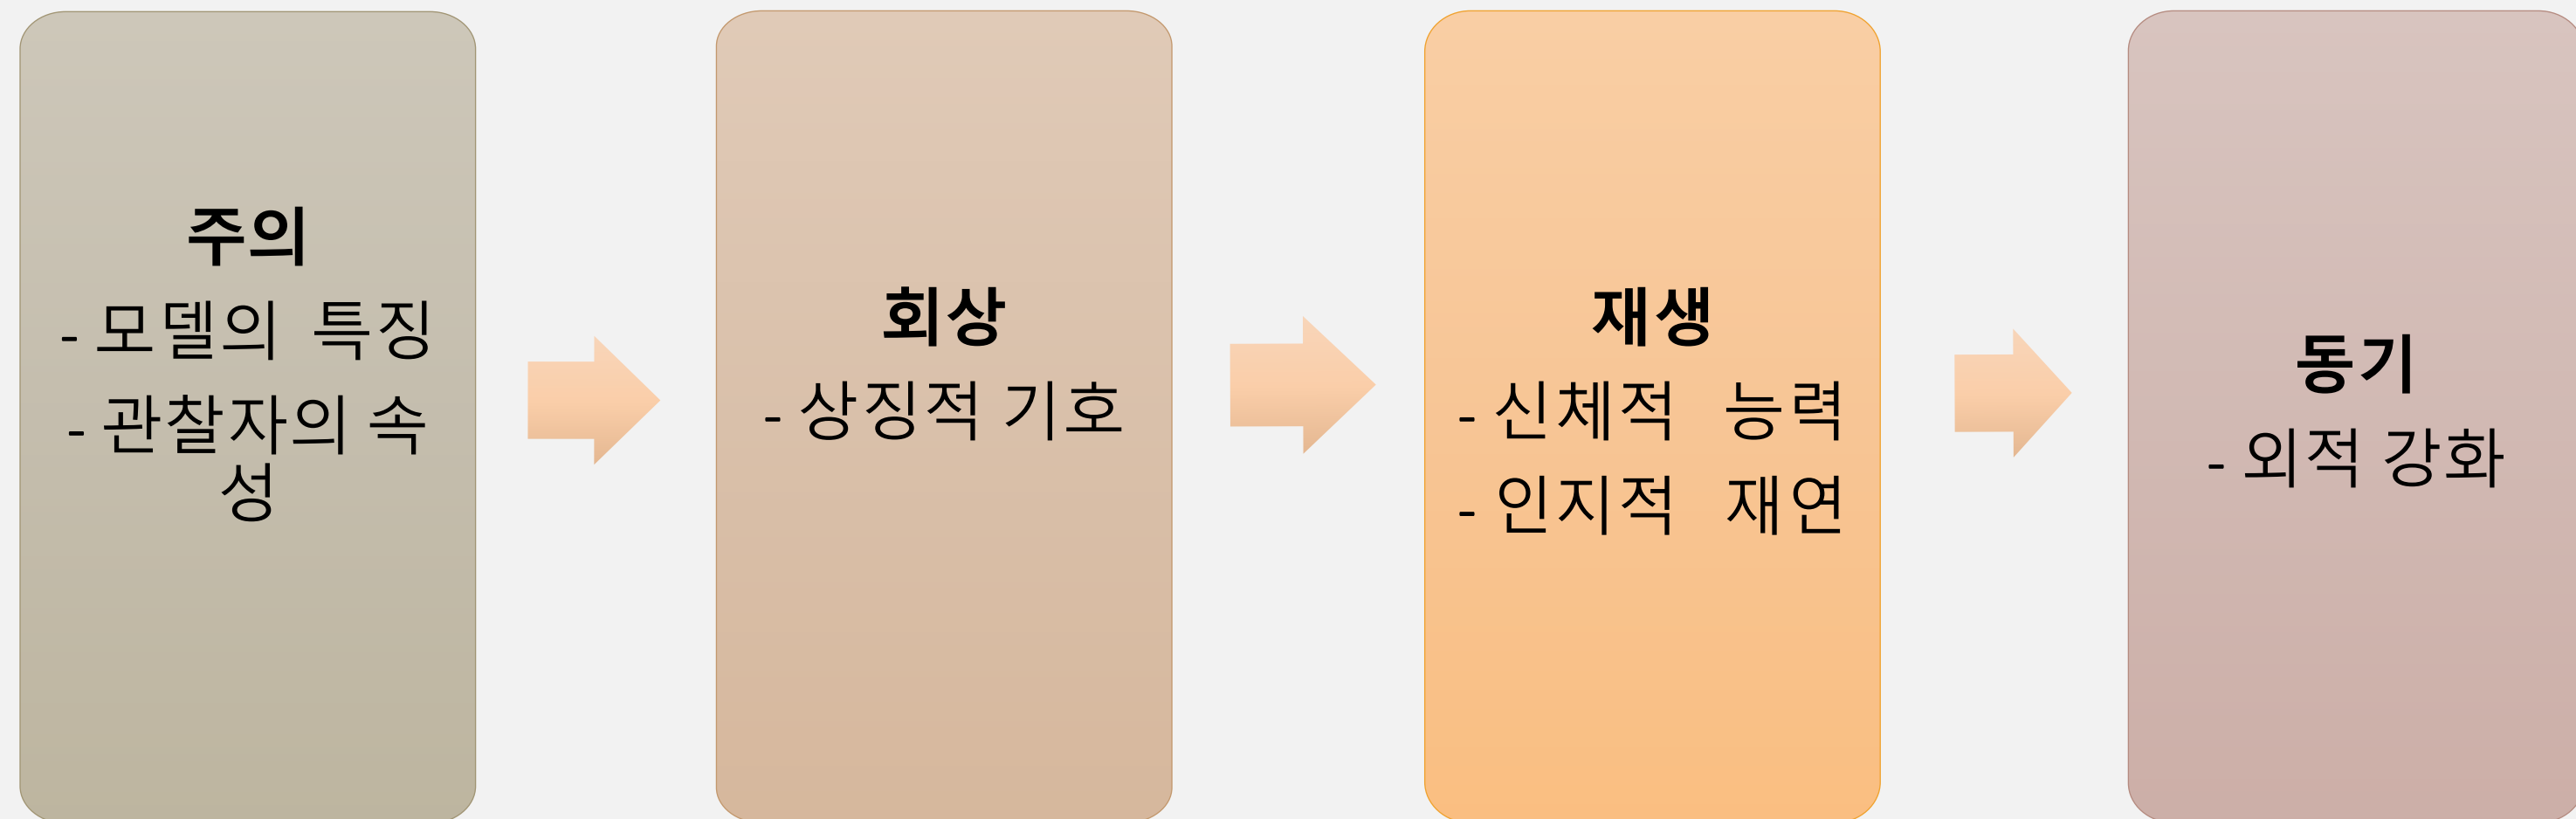 주의
- 모델의 특징
- 관찰자의 속
성
회상
- 상징적 기호
재생
- 신체적 능력
- 인지적 재연
동기
- 외적 강화